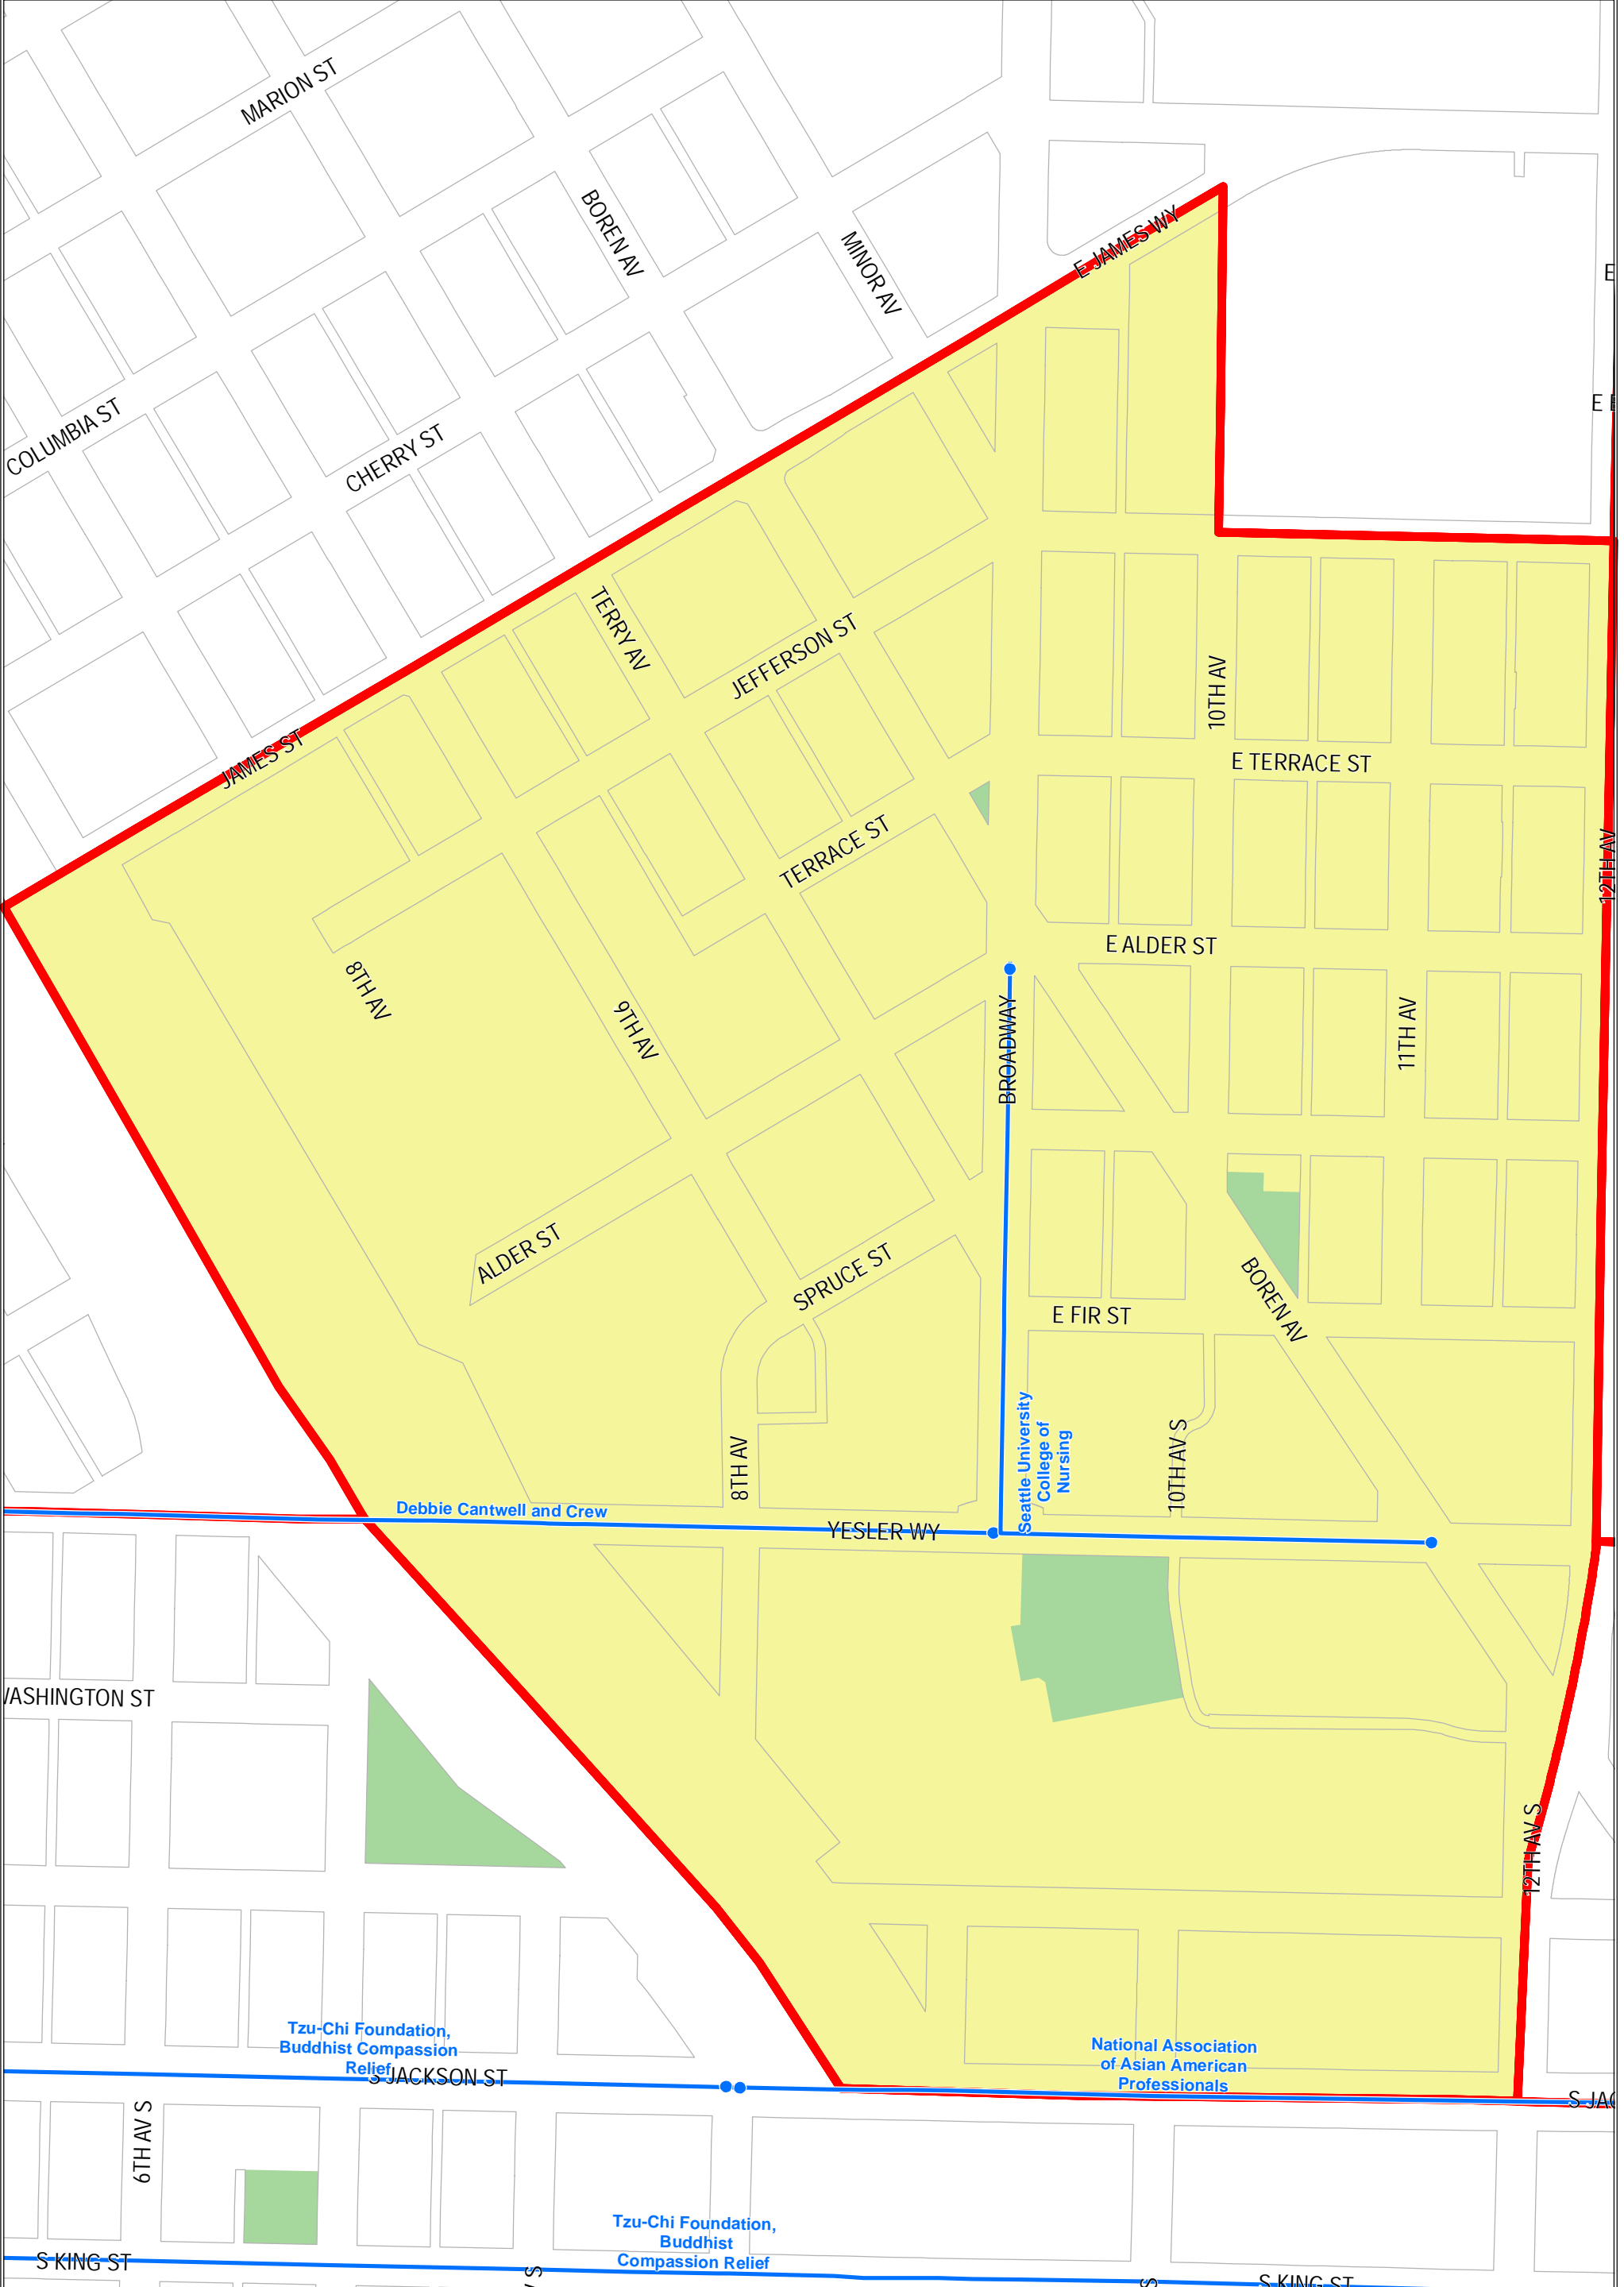 MARION ST
BOREN AV
MINOR AV
E JAMES WY
E
E E
COLUMBIA ST
CHERRY ST
TERRY AV
JEFFERSON ST
10TH AV
JAMES ST
E TERRACE ST
TERRACE ST
12TH AV
E ALDER ST
8TH AV
9TH AV
BROADWAY
11TH AV
ALDER ST
SPRUCE ST
BOREN AV
E FIR ST
Seattle University
College of
Nursing
8TH AV
10TH AV S
Debbie Cantwell and Crew
YESLER WY
WASHINGTON ST
12TH AV S
Tzu-Chi Foundation,
Buddhist Compassion
Relief
S JACKSON ST
National Association
of Asian American
Professionals
S JAC
6TH AV S
Tzu-Chi Foundation,
Buddhist
Compassion Relief
S KING ST
S
S
S KING ST